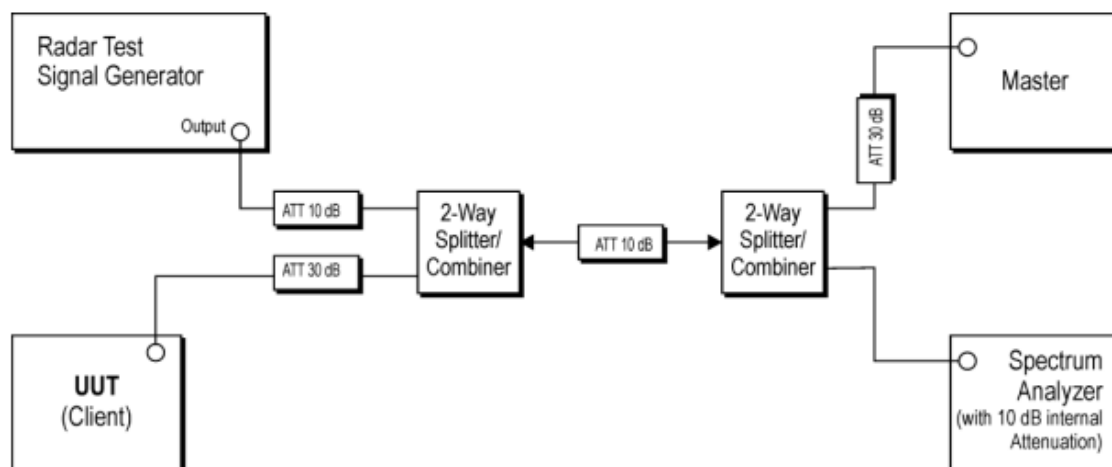 Radar Test
Signal Generator
Output
Master
ATT 30 dB
ATT 10 dB
2-Way
Splitter/
Combiner
ATT 10 dB
2-Way
Splitter/
Combiner
ATT 30 dB
UUT
(Client)
Spectrum
Analyzer
(with 10 dB internal
Attenuation)